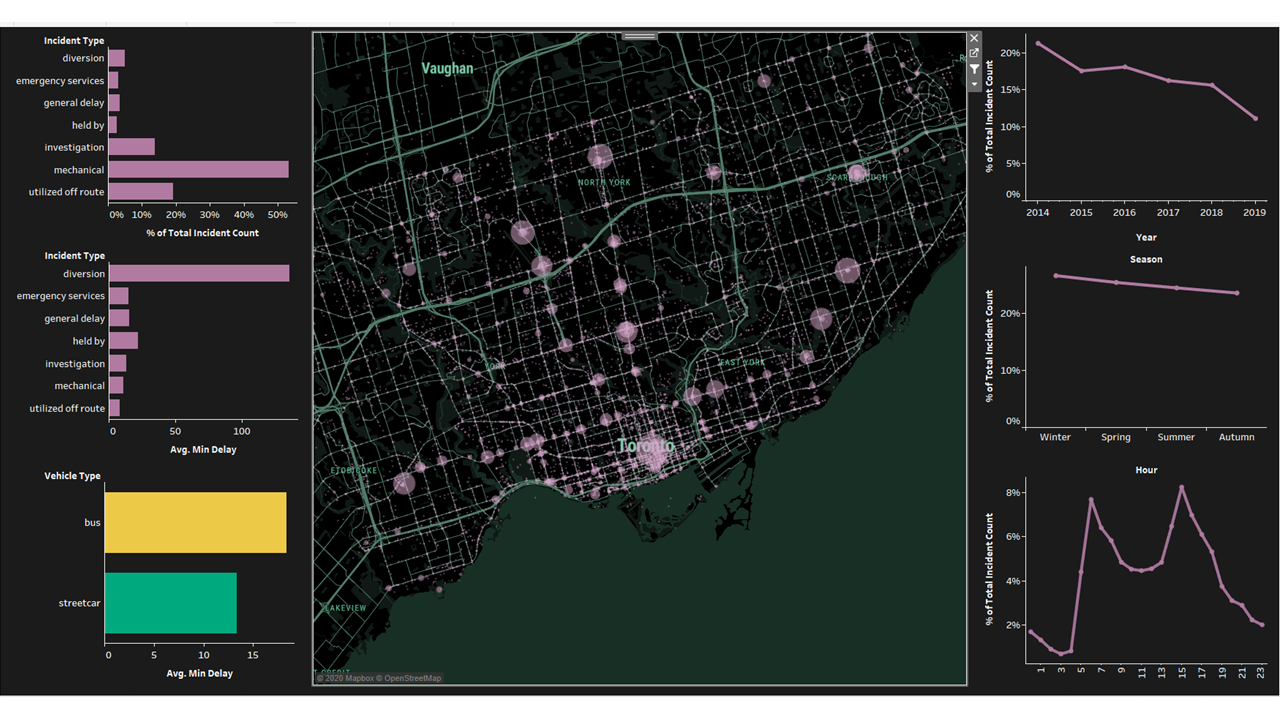 Incident Type
diversion
emergency services
general delay
held by
investigation
mechanical
utilized off route
0% 10% 20% 30% 40% 50%
% of Total Incident Count
Incident Type
diversion
emergency services
general delay
held by
investigation
mechanical
utilized off route
0 50 100
Avg. Min Delay
Vehicle Type
bus
streetcar
0 5 10 15
Avg. Min Delay
Vaughan
NORTH YORK
SCARBOROUGH
YORK
EAST YORK
Toronto
ETOBICOKE
LAKEVIEW
© 2020 Mapbox © OpenStreetMap
% of Total Incident Count
20%
15%
10%
5%
0%
2014 2015 2016 2017 2018 2019
Year
Season
% of Total Incident Count
20%
10%
0%
Winter Spring Summer Autumn
Hour
% of Total Incident Count
8%
6%
4%
2%
1 3 5 7 9 11 13 15 17 19 21 23